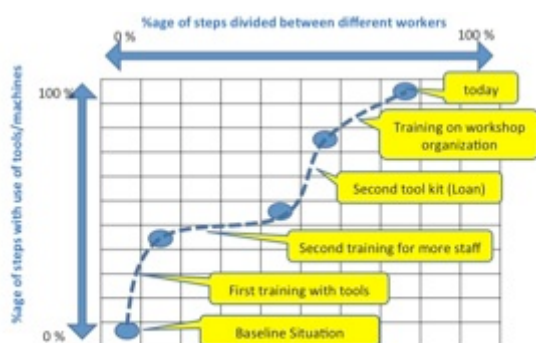 %age of steps divided between different workers
0 %
100 %
100 %
%age of steps with use of tools/machines
today
Training on workshop
organization
Second tool kit (Loan)
Second training for more staff
First training with tools
0 %
Baseline Situation